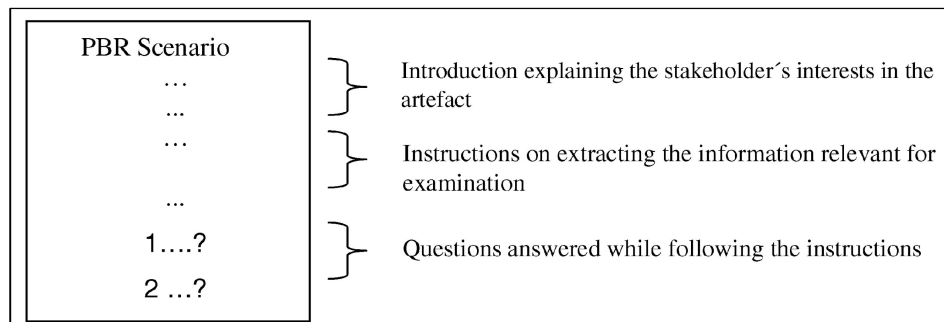 PBR Scenario
…
...
…
...
1….?
2 …?
Introduction explaining the stakeholder´s interests in the
artefact
Instructions on extracting the information relevant for
examination
Questions answered while following the instructions